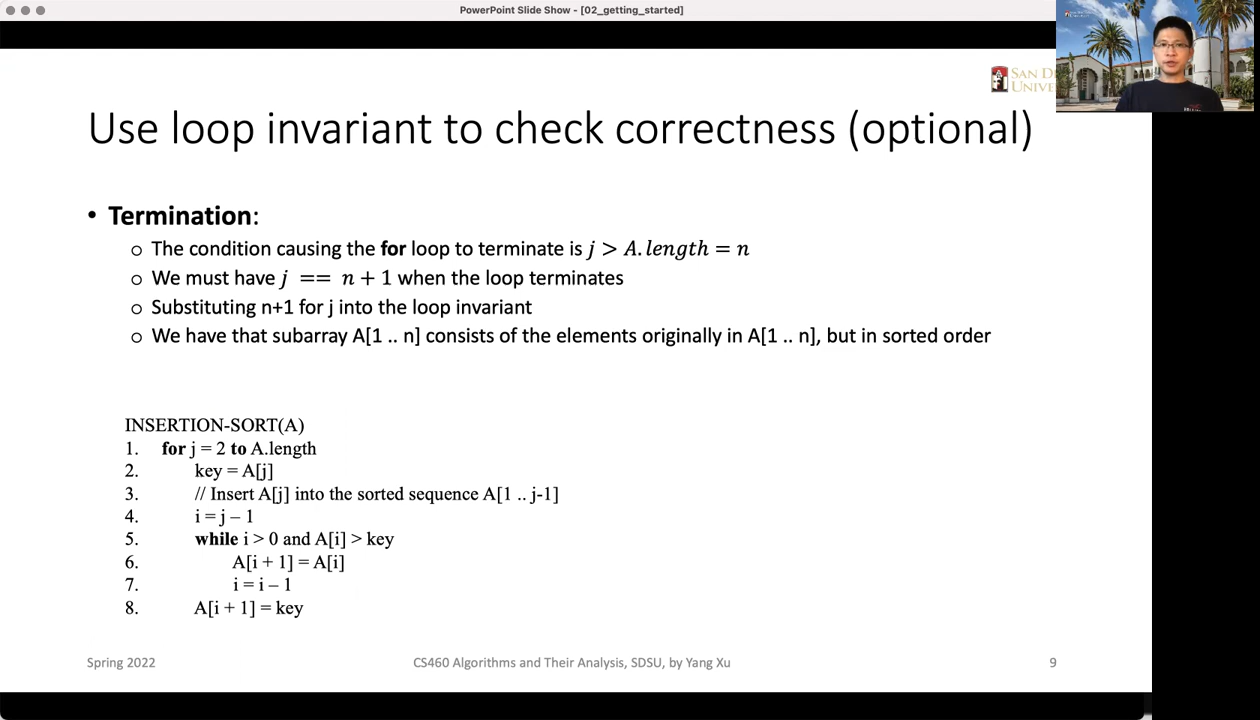 PowerPoint Slide Show - [02_getting_started]
SAN D
UNIVE
Use loop invariant to check correctness (optional)
• Termination:
o The condition causing the for loop to terminate is j > A.length = n
o We must have j == n + 1 when the loop terminates
o Substituting n+1 for j into the loop invariant
o We have that subarray A[1 .. n] consists of the elements originally in A[1 .. n], but in sorted order
INSERTION-SORT(A)
1. for j = 2 to A.length
2. key = A[j]
3. // Insert A[j] into the sorted sequence A[1 .. j-1]
4. i = j – 1
5. while i > 0 and A[i] > key
6. A[i + 1] = A[i]
7. i = i – 1
8. A[i + 1] = key
Spring 2022
CS460 Algorithms and Their Analysis, SDSU, by Yang Xu
9